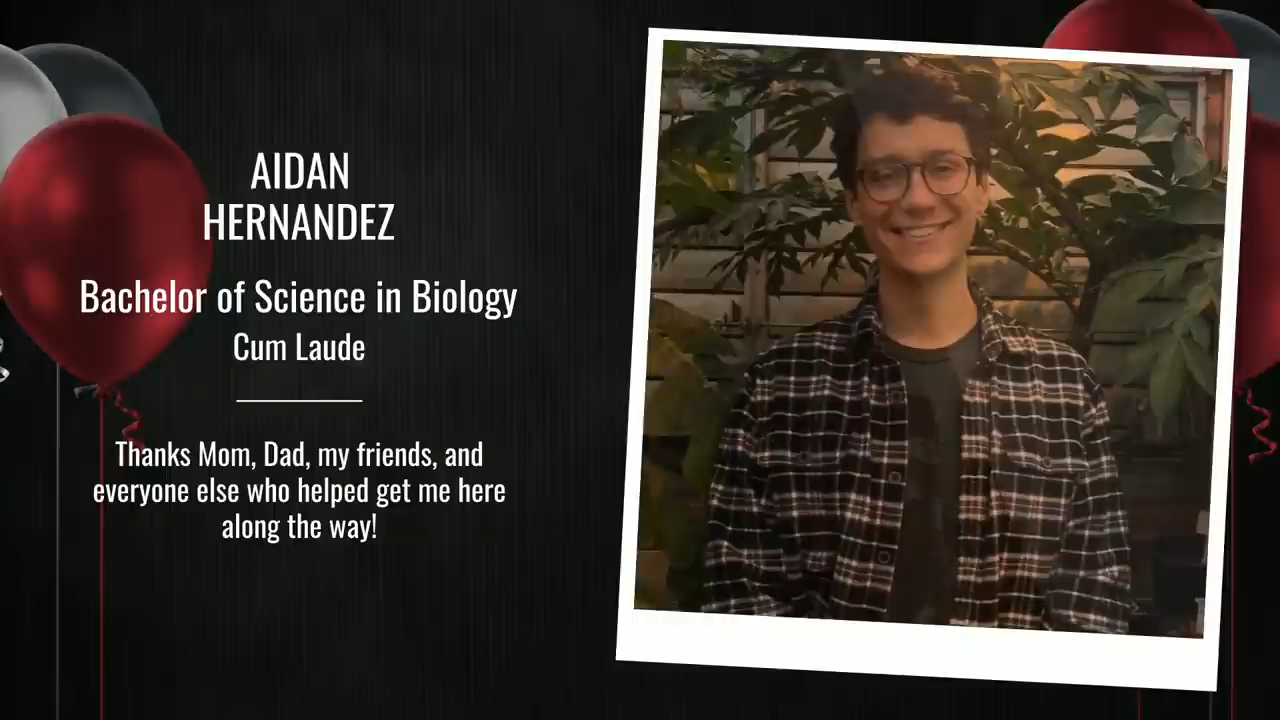 AIDAN
HERNANDEZ
Bachelor of Science in Biology
Cum Laude
Thanks Mom, Dad, my friends, and
everyone else who helped get me here
along the way!